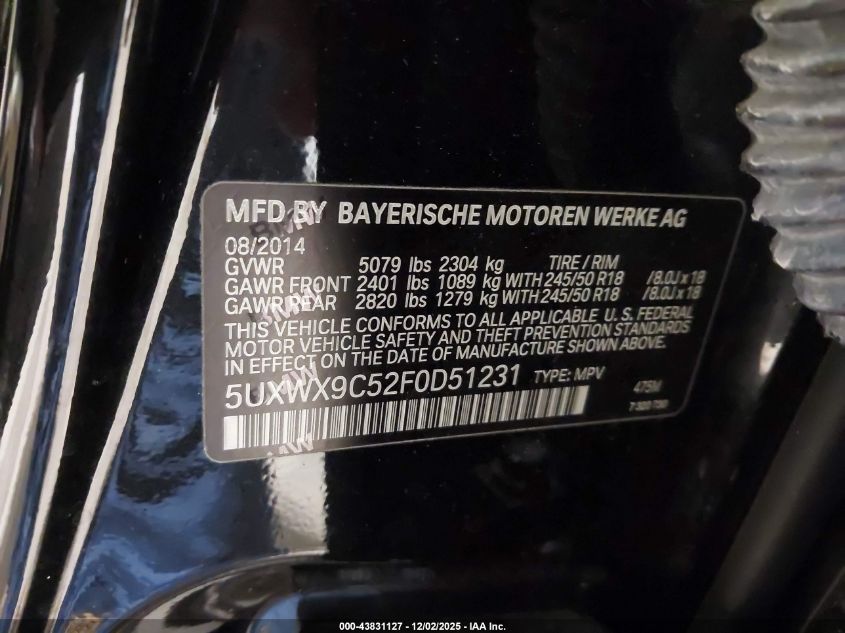 MFD BY BAYERISCHE MOTOREN WERKE AG
08/2014
GVWR 5079 lbs 2304 kg TIRE / RIM
GAWR FRONT 2401 lbs 1089 kg WITH 245/50 R18 /8.0J x 18
GAWR REAR 2820 lbs 1279 kg WITH 245/50 R18 /8.0J x 18
THIS VEHICLE CONFORMS TO ALL APPLICABLE U.S. FEDERAL
MOTOR VEHICLE SAFETY AND THEFT PREVENTION STANDARDS
IN EFFECT ON THE DATE OF MANUFACTURE.
5UXWX9C52F0D51231 TYPE: MPV 475M
000-43831127 - 12/02/2025 - IAA Inc.